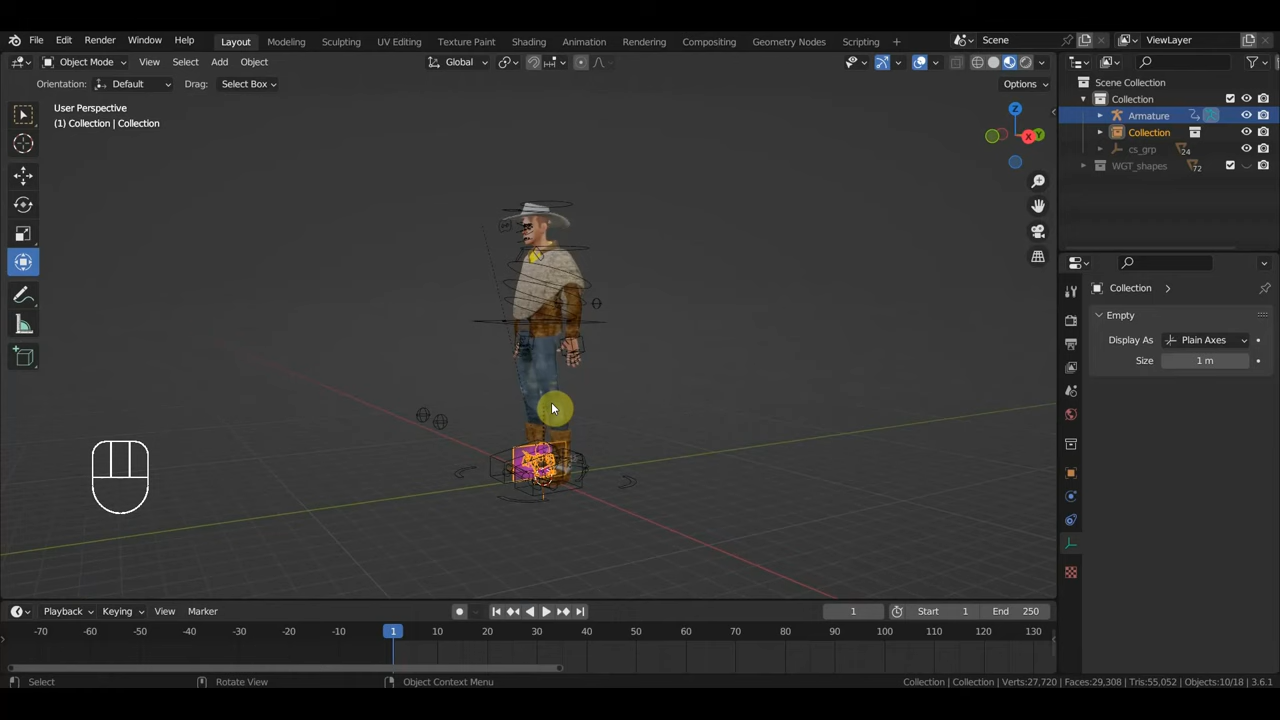 File Edit Render Window Help Layout Modeling Sculpting UV Editing Texture Paint Shading Animation Rendering Compositing Geometry Nodes Scripting + Scene ViewLayer
Object Mode View Select Add Object Global Scene Collection
Orientation: Default Drag: Select Box Options
User Perspective
(1) Collection | Collection
Collection
Armature
Collection
cs_grp 24
WGT_shapes 72
Z
X
Y
Collection
Empty
Display As Plain Axes
Size 1 m
Playback Keying View Marker 1 Start 1 End 250
-70 -60 -50 -40 -30 -20 -10 1 10 20 30 40 50 60 70 80 90 100 110 120 130
Select Rotate View Object Context Menu Collection | Collection | Verts:27,720 | Faces:29,308 | Tris:55,052 | Objects:10/18 | 3.6.1